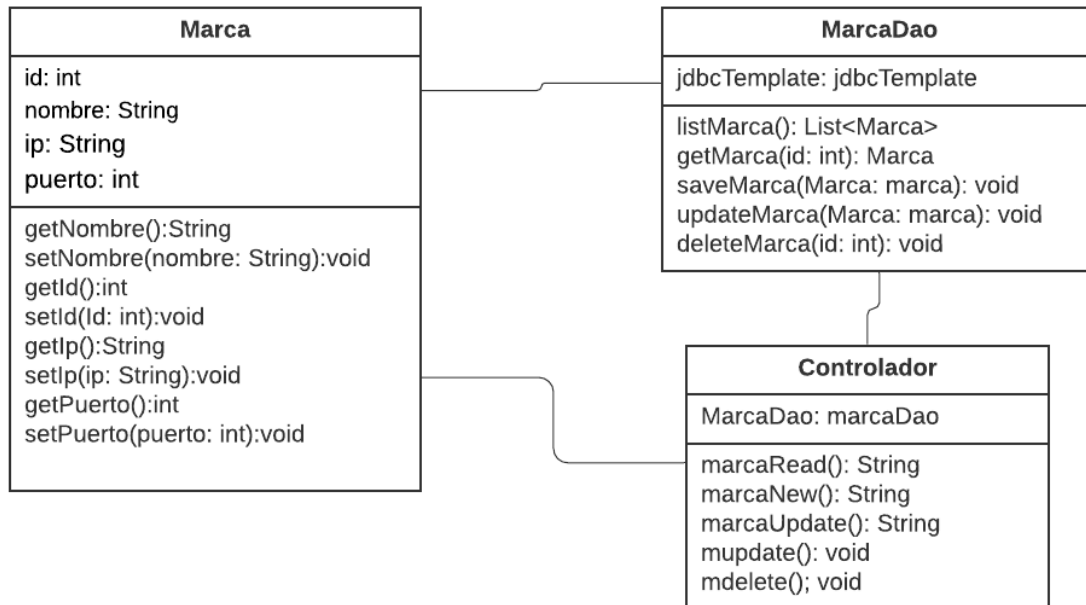 Marca
id: int
nombre: String
ip: String
puerto: int
getNombre():String
setNombre(nombre: String):void
getId():int
setId(Id: int):void
getIp():String
setIp(ip: String):void
getPuerto():int
setPuerto(puerto: int):void
MarcaDao
jdbcTemplate: jdbcTemplate
listMarca(): List<Marca>
getMarca(id: int): Marca
saveMarca(Marca: marca): void
updateMarca(Marca: marca): void
deleteMarca(id: int): void
Controlador
MarcaDao: marcaDao
marcaRead(): String
marcaNew(): String
marcaUpdate(): String
mupdate(): void
mdelete(); void